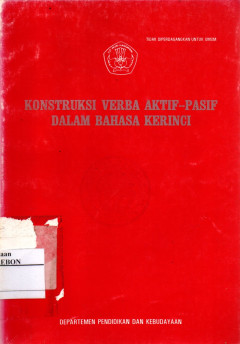 TIDAK DIPERDAGANGKAN UNTUK UMUM
KONSTRUKSI VERBA AKTIF-PASIF
DALAM BAHASA KERINCI
aan
EBON
DEPARTEMEN PENDIDIKAN DAN KEBUDAYAAN